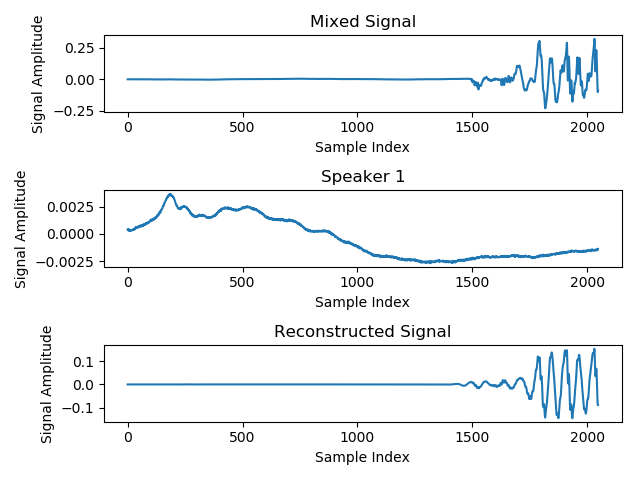 Mixed Signal
Signal Amplitude
0.25
0.00
−0.25
0 500 1000 1500 2000
Sample Index
Speaker 1
Signal Amplitude
0.0025
0.0000
−0.0025
0 500 1000 1500 2000
Sample Index
Reconstructed Signal
Signal Amplitude
0.1
0.0
−0.1
0 500 1000 1500 2000
Sample Index